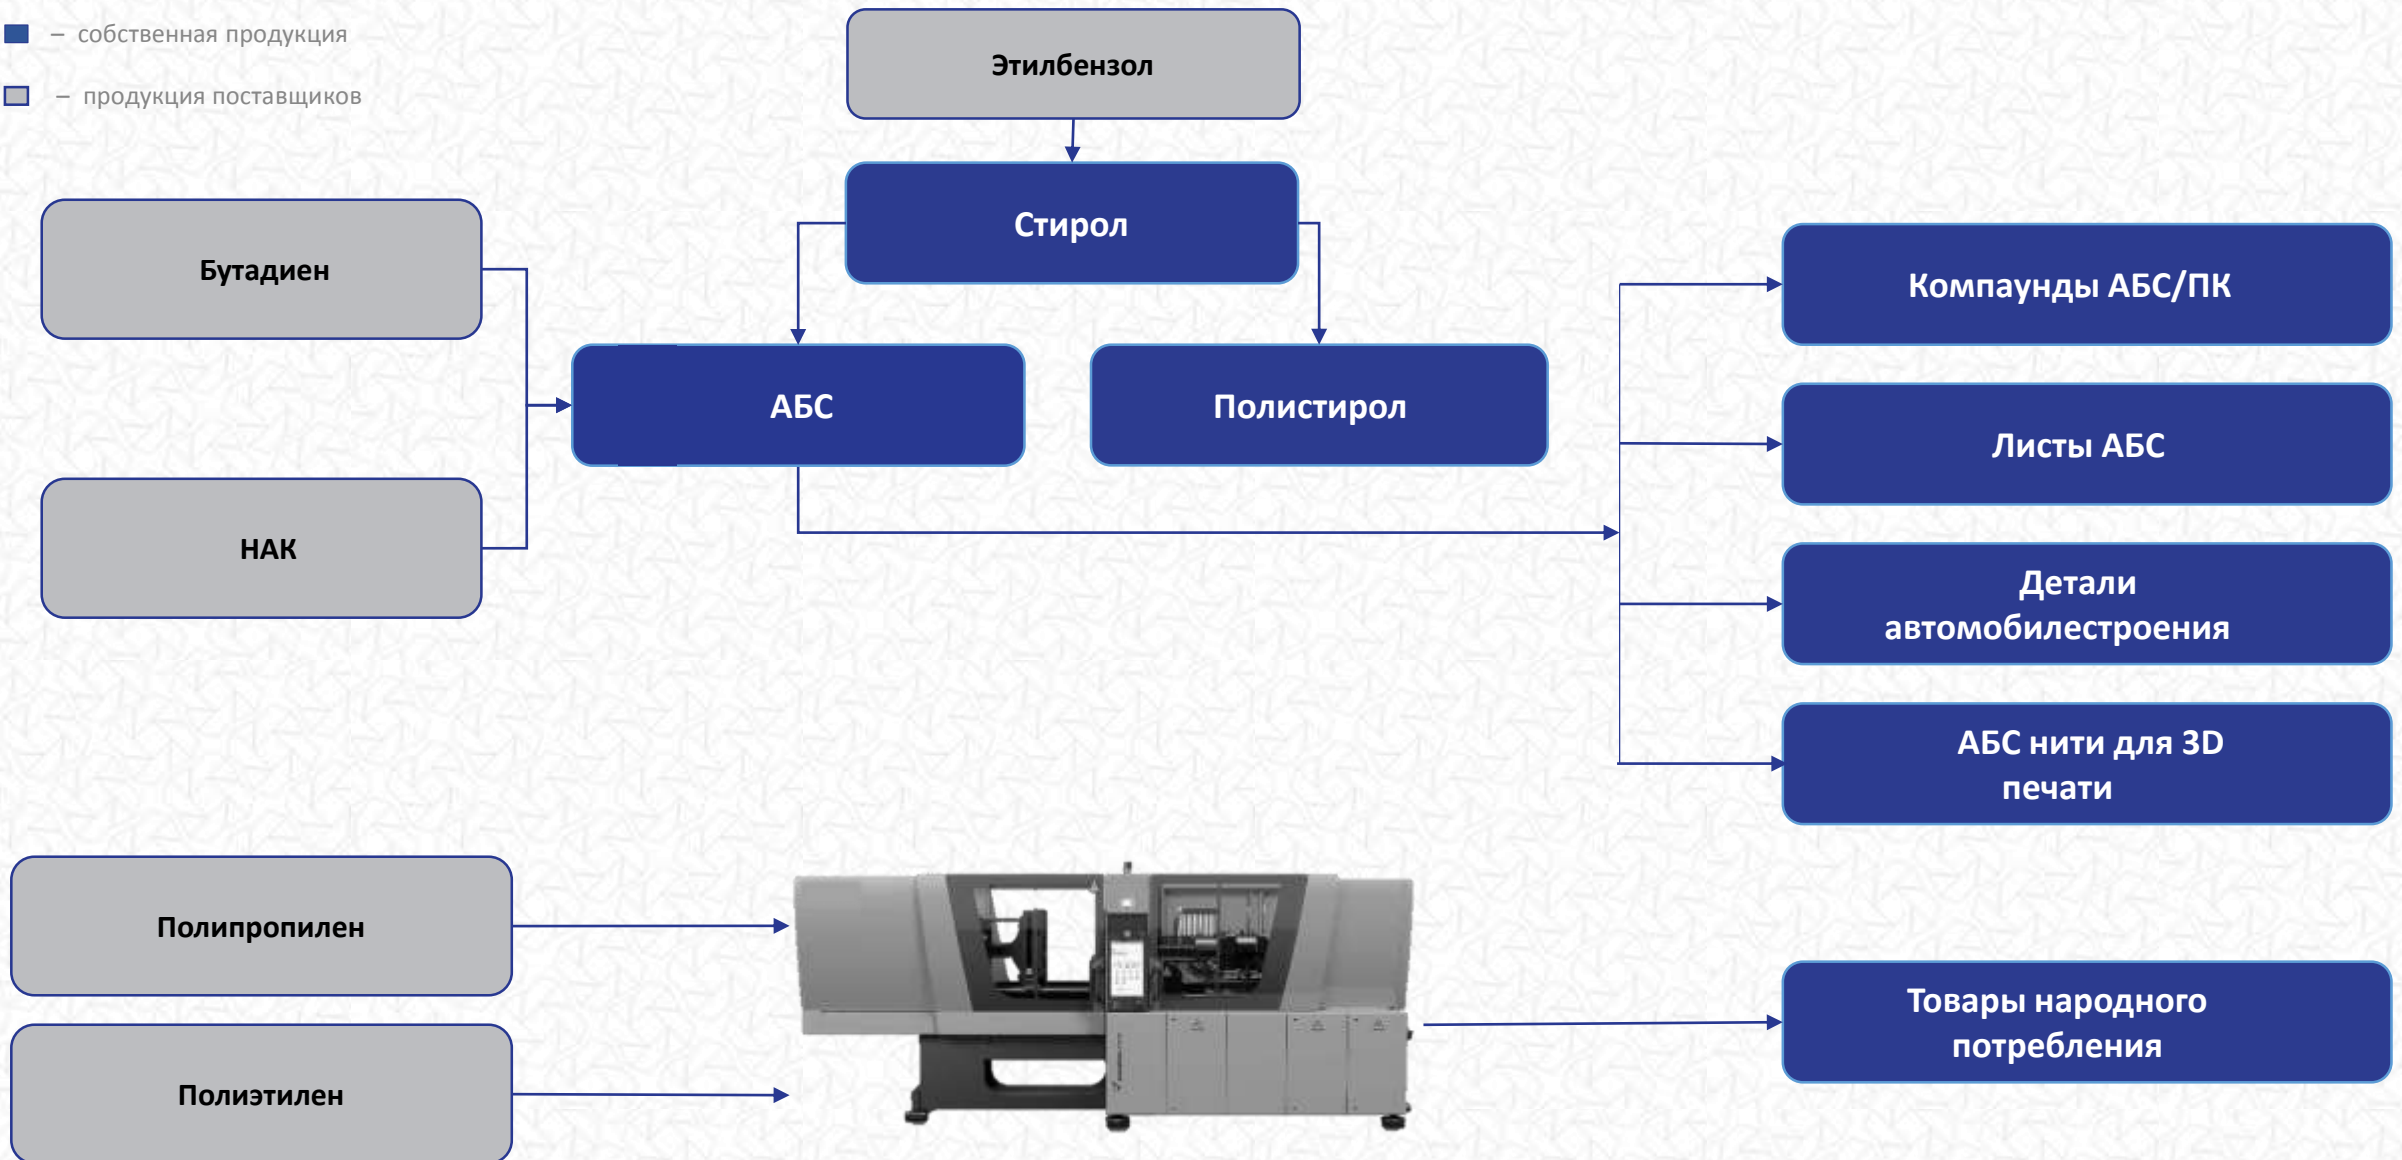 – собственная продукция
– продукция поставщиков
Этилбензол
Стирол
Бутадиен
НАК
АБС
Полистирол
Компаунды АБС/ПК
Листы АБС
Детали
автомобилестроения
АБС нити для 3D
печати
Полипропилен
Полиэтилен
Товары народного
потребления